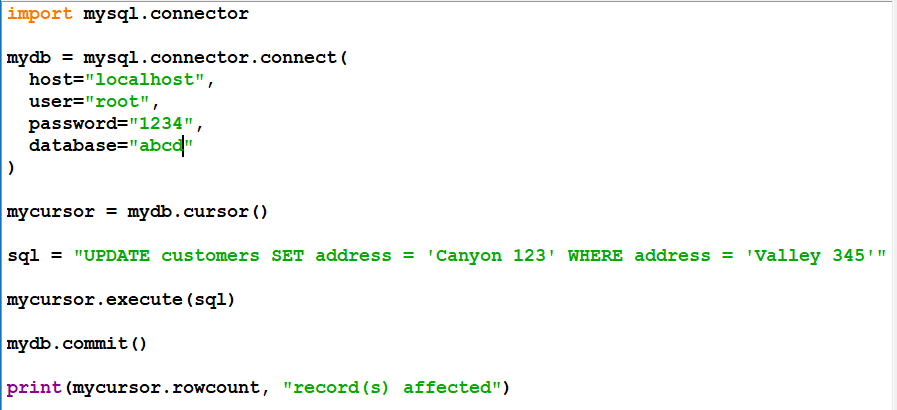 import mysql.connector
mydb = mysql.connector.connect(
  host="localhost",
  user="root",
  password="1234",
  database="abcd"
)
mycursor = mydb.cursor()
sql = "UPDATE customers SET address = 'Canyon 123' WHERE address = 'Valley 345'"
mycursor.execute(sql)
mydb.commit()
print(mycursor.rowcount, "record(s) affected")